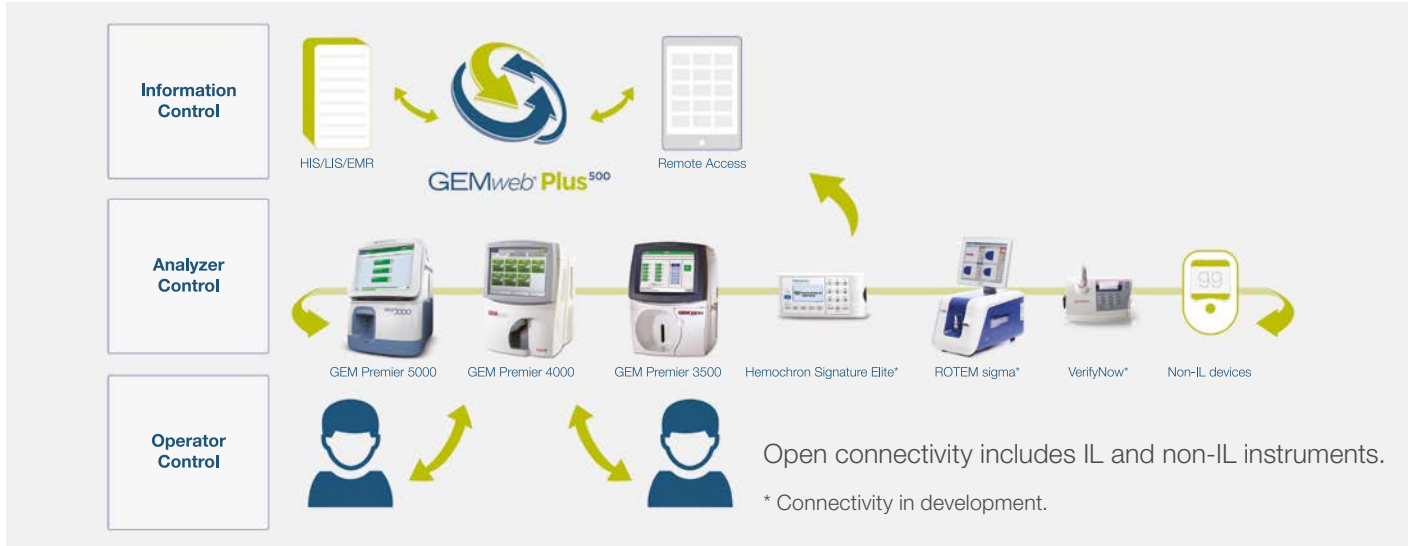 Information
Control
HIS/LIS/EMR
GEMweb® Plus 500
Remote Access
Analyzer
Control
GEM Premier 5000
GEM Premier 4000
GEM Premier 3500
Hemochron Signature Elite*
ROTEM sigma*
VerifyNow*
Non-IL devices
Operator
Control
Open connectivity includes IL and non-IL instruments.
* Connectivity in development.